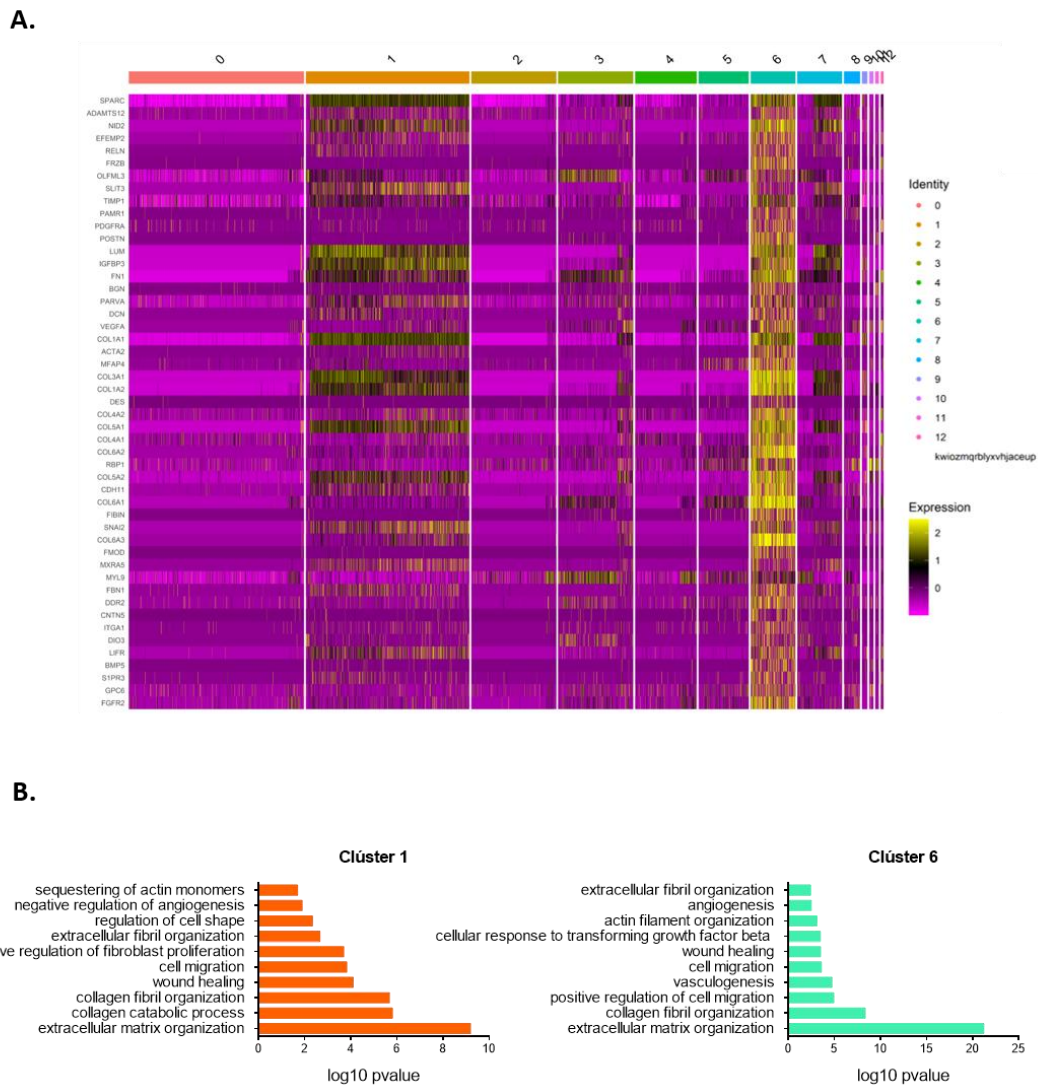 A.
0 1 2 3 4 5 6 7 8 9 10 12
SPARC
ADAMTS12
NID2
EFEMP2
RELN
FRZB
OLFML3
SLIT3
TIMP1
PAMR1
PDGFRA
POSTN
LUM
IGFBP3
FN1
BGN
PARVA
DCN
VEGFA
COL1A1
ACTA2
MFAP4
COL3A1
COL1A2
DES
COL4A2
COL5A1
COL4A1
COL6A2
RBP1
COL5A2
CDH11
COL6A1
FIBIN
SNAI2
COL6A3
FMOD
MXRA5
MYL9
FBN1
DDR2
CNTN5
ITGA1
DIO3
LIFR
BMP5
S1PR3
GPC6
FGFR2
Identity
0
1
2
3
4
5
6
7
8
9
10
11
12
kwiozmqrblyxvhjaceup
Expression
2
1
0
B.
Clúster 1
sequestering of actin monomers
negative regulation of angiogenesis
regulation of cell shape
extracellular fibril organization
ve regulation of fibroblast proliferation
cell migration
wound healing
collagen fibril organization
collagen catabolic process
extracellular matrix organization
0 2 4 6 8 10
log10 pvalue
Clúster 6
extracellular fibril organization
angiogenesis
actin filament organization
cellular response to transforming growth factor beta
wound healing
cell migration
vasculogenesis
positive regulation of cell migration
collagen fibril organization
extracellular matrix organization
0 5 10 15 20 25
log10 pvalue